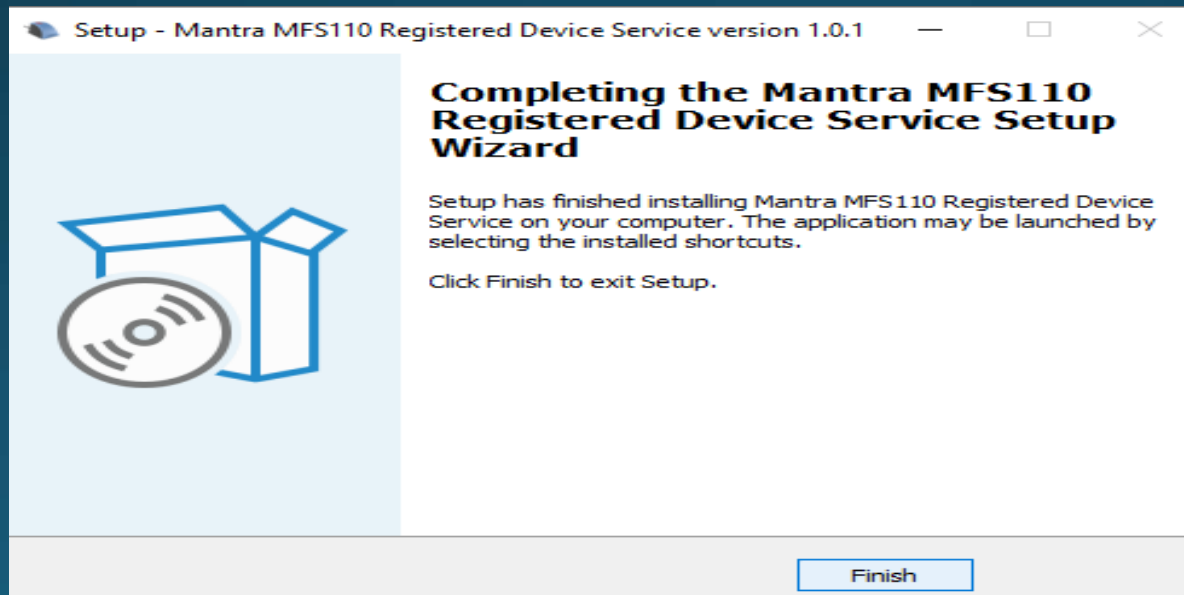 Setup - Mantra MFS110 Registered Device Service version 1.0.1
Completing the Mantra MFS110
Registered Device Service Setup
Wizard
Setup has finished installing Mantra MFS110 Registered Device
Service on your computer. The application may be launched by
selecting the installed shortcuts.
Click Finish to exit Setup.
Finish